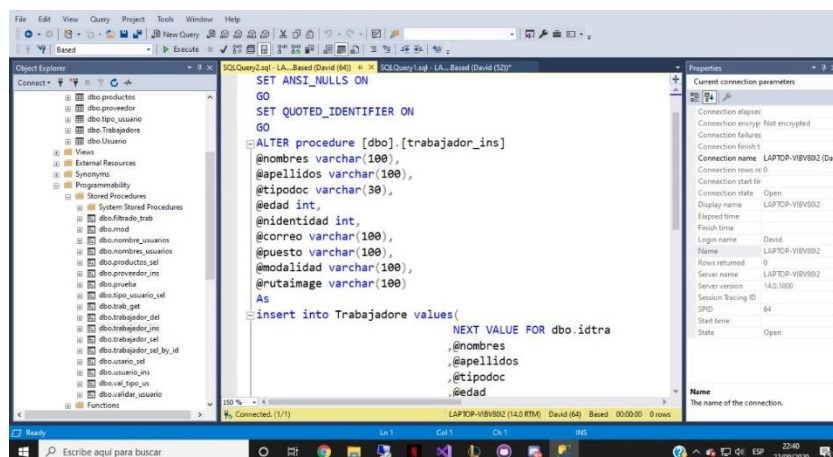 File Edit View Query Project Tools Window Help
New Query
Based Execute
Object Explorer
Connect
dbo.productos
dbo.proveedor
dbo.tipo_usuario
dbo.Trabajadore
dbo.Usuario
Views
External Resources
Synonyms
Programmability
Stored Procedures
System Stored Procedures
dbo.filtrado_trab
dbo.mod
dbo.nombre_usuarios
dbo.nombres_usuarios
dbo.productos_sel
dbo.proveedor_ins
dbo.prueba
dbo.tipo_usuario_sel
dbo.trab_get
dbo.trabajador_del
dbo.trabajador_ins
dbo.trabajador_sel
dbo.trabajador_sel_by_id
dbo.usario_sel
dbo.usuario_ins
dbo.val_tipo_us
dbo.validar_usuario
Functions
SQLQuery2.sql - LA...Based (David (64)) SQLQuery1.sql - LA...Based (David (52))*
SET ANSI_NULLS ON
GO
SET QUOTED_IDENTIFIER ON
GO
ALTER procedure [dbo].[trabajador_ins]
@nombres varchar(100),
@apellidos varchar(100),
@tipodoc varchar(30),
@edad int,
@nidentidad int,
@correo varchar(100),
@puesto varchar(100),
@modalidad varchar(100),
@rutaimage varchar(100)
As
insert into Trabajadore values(
NEXT VALUE FOR dbo.idtra
,@nombres
,@apellidos
,@tipodoc
,@edad
150 %
Connected. (1/1) LAPTOP-VIBV80I2 (14.0 RTM) David (64) Based 00:00:00 0 rows
Properties
Current connection parameters
Connection elapsec
Connection encryp Not encrypted
Connection failures
Connection finish t
Connection name LAPTOP-VIBV80I2 (Da
Connection rows re 0
Connection start tir
Connection state Open
Display name LAPTOP-VIBV80I2
Elapsed time
Finish time
Login name David
Name LAPTOP-VIBV80I2
Rows returned 0
Server name LAPTOP-VIBV80I2
Server version 14.0.1000
Session Tracing ID
SPID 64
Start time
State Open
Name
The name of the connection.
Ready Ln 1 Col 1 Ch 1 INS
Escribe aquí para buscar
ESP 22:40